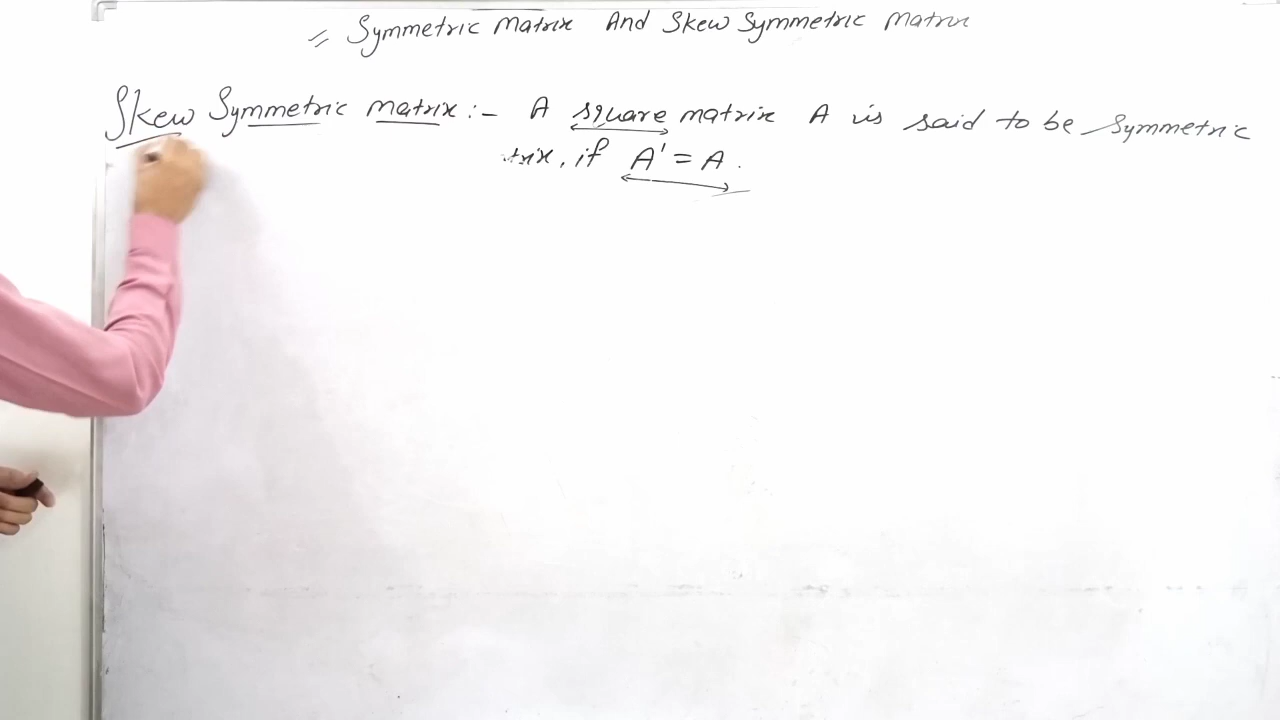 = Symmetric Matrix And Skew Symmetric Matrix
Skew Symmetric matrix :- A square matrix A is said to be symmetric
trix, if A' = A.